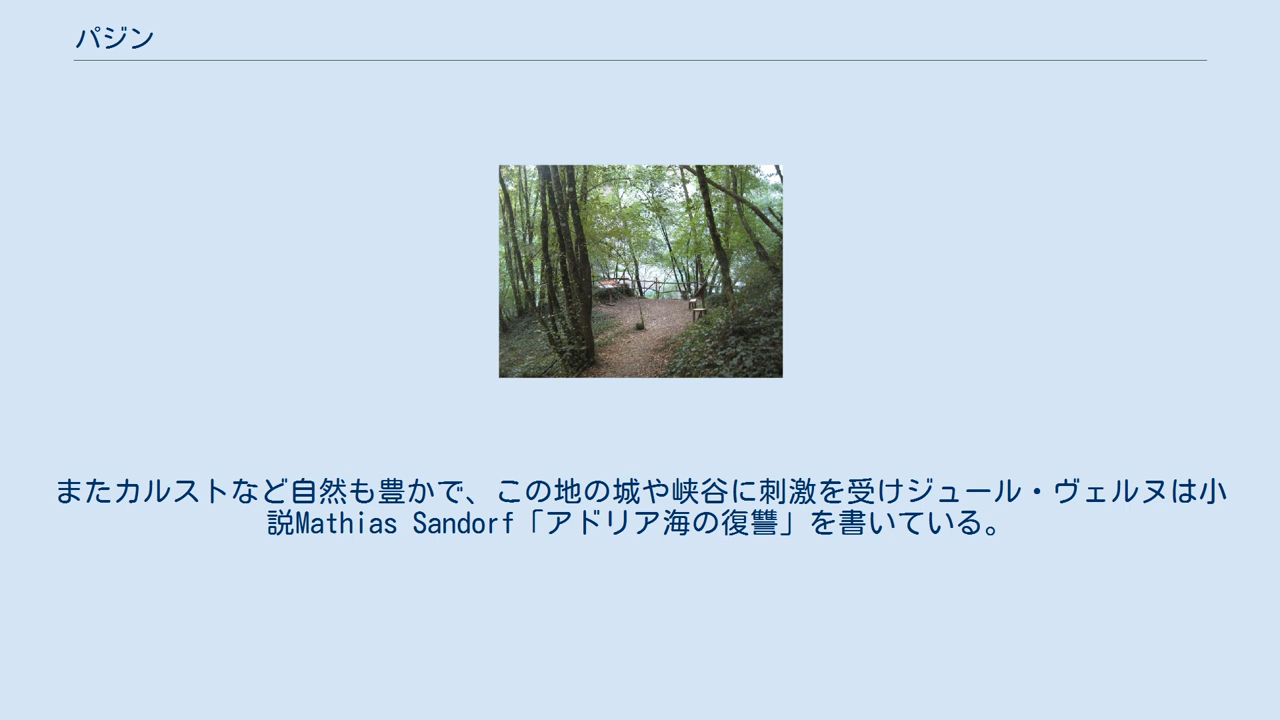 パジン
またカルストなど自然も豊かで、この地の城や峡谷に刺激を受けジュール・ヴェルヌは小
説Mathias Sandorf「アドリア海の復讐」を書いている。